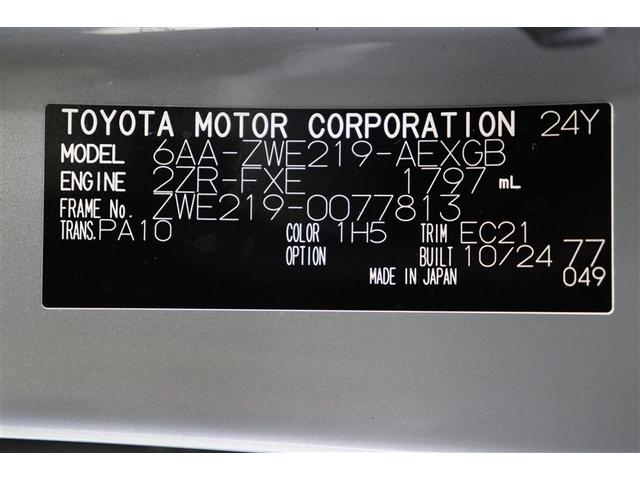 TOYOTA MOTOR CORPORATION 24Y
MODEL 6AA-ZWE219-AEXGB
ENGINE 2ZR-FXE 1797 mL
FRAME No. ZWE219-0077813
TRANS. PA10 COLOR 1H5 TRIM EC21
OPTION BUILT 10/24 77
MADE IN JAPAN 049